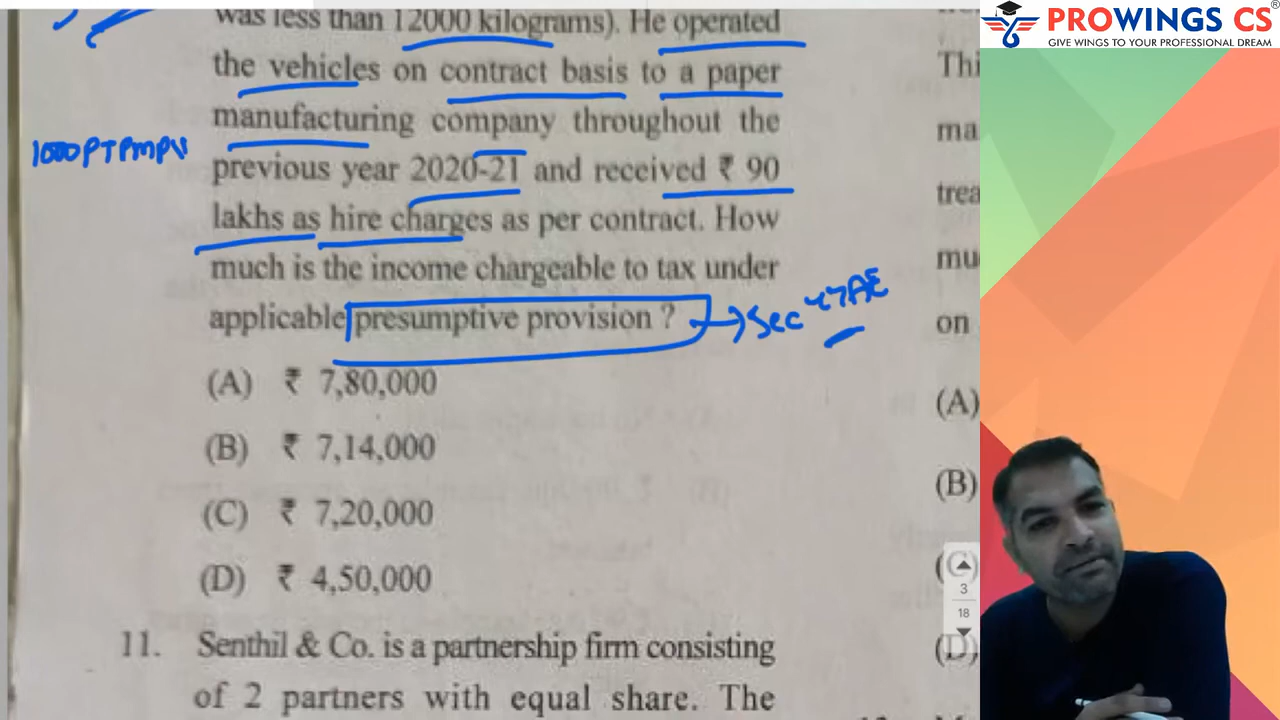 was less than 12000 kilograms). He operated
the vehicles on contract basis to a paper
manufacturing company throughout the
1000 PT PM PV
previous year 2020-21 and received ₹ 90
lakhs as hire charges as per contract. How
much is the income chargeable to tax under
applicable presumptive provision ?
→ Sec 44AE
(A) ₹ 7,80,000
(B) ₹ 7,14,000
(C) ₹ 7,20,000
(D) ₹ 4,50,000
11. Senthil & Co. is a partnership firm consisting
of 2 partners with equal share. The
Thi
ma
trea
mu
on
(A)
(B)
(C)
(D)
3
18
PROWINGS CS®
GIVE WINGS TO YOUR PROFESSIONAL DREAM